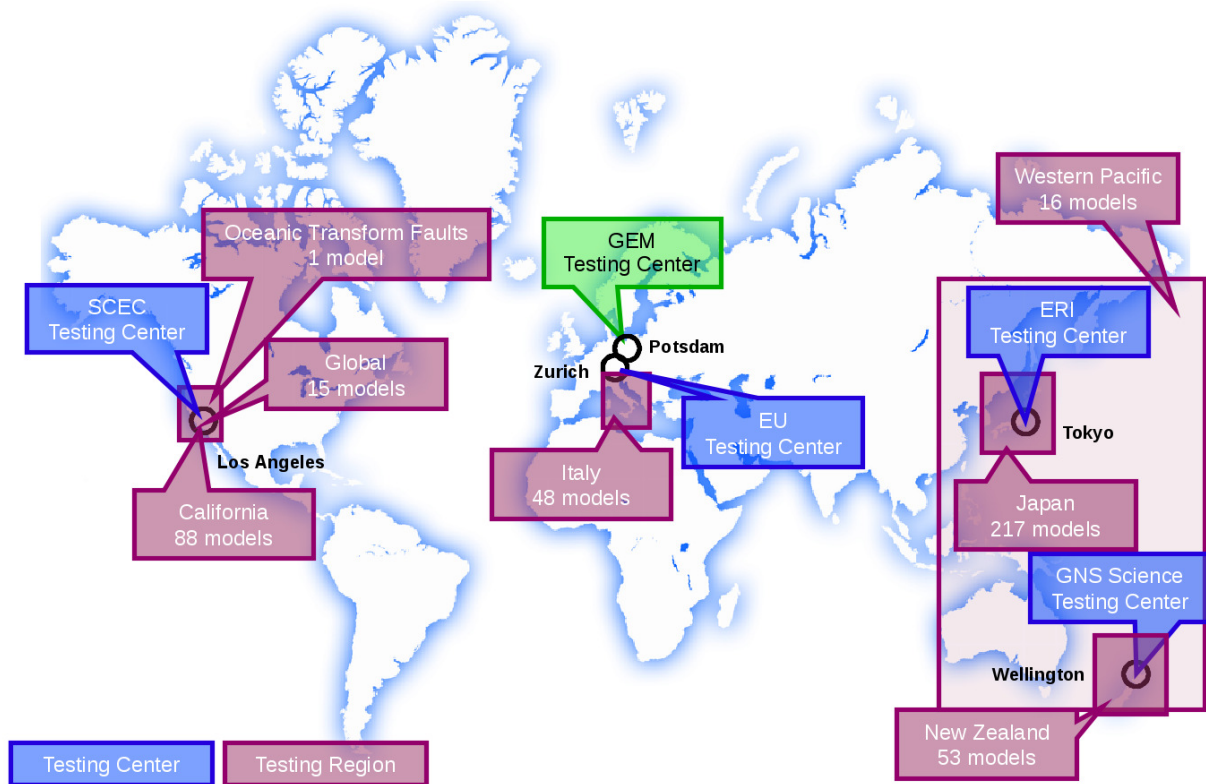 Western Pacific
16 models
Oceanic Transform Faults
1 model
GEM
Testing Center
SCEC
Testing Center
ERI
Testing Center
Global
15 models
Potsdam
Zurich
EU
Testing Center
Tokyo
Los Angeles
Italy
48 models
California
88 models
Japan
217 models
GNS Science
Testing Center
Wellington
New Zealand
53 models
Testing Center
Testing Region